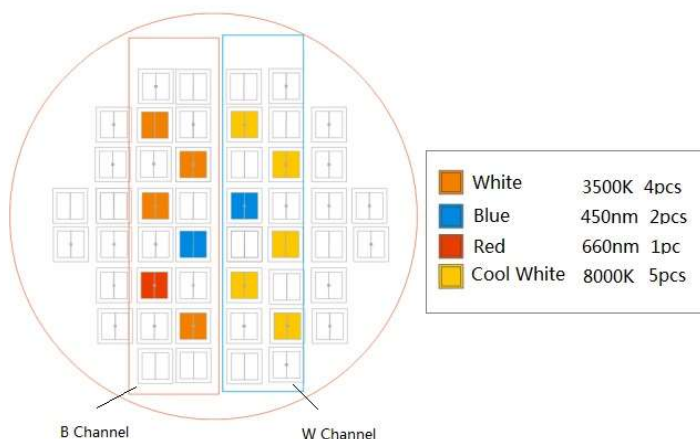 White 3500K 4pcs
Blue 450nm 2pcs
Red 660nm 1pc
Cool White 8000K 5pcs
B Channel
W Channel